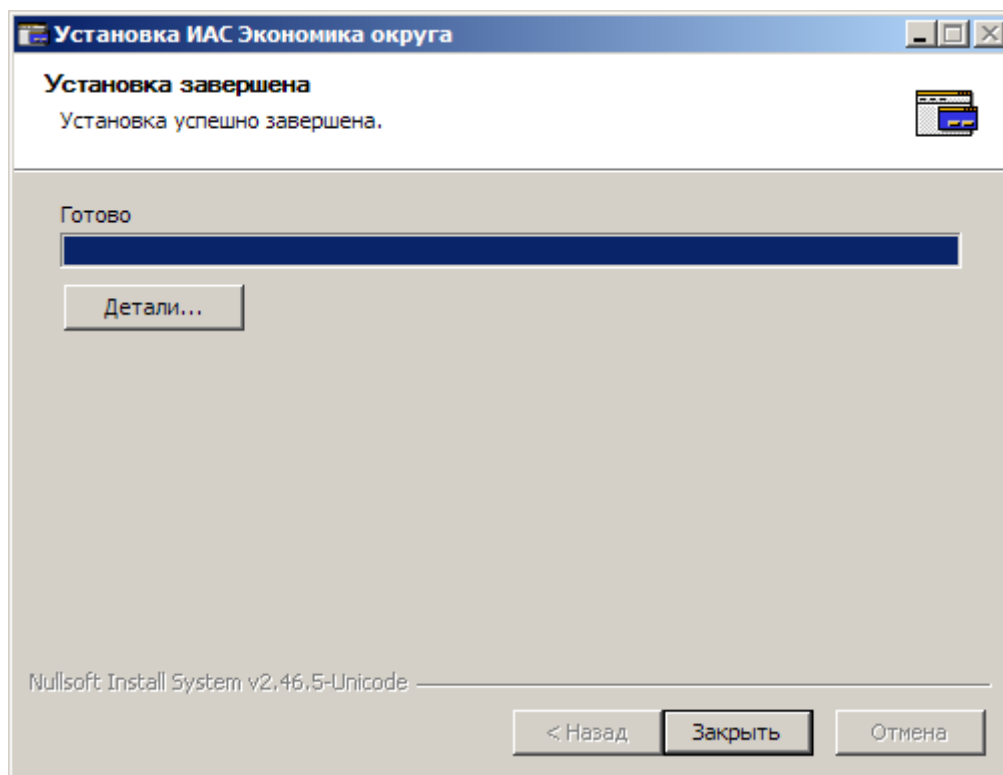 Установка ИАС Экономика округа
Установка завершена
Установка успешно завершена.
Готово
Детали...
Nullsoft Install System v2.46.5-Unicode
< Назад
Закрыть
Отмена